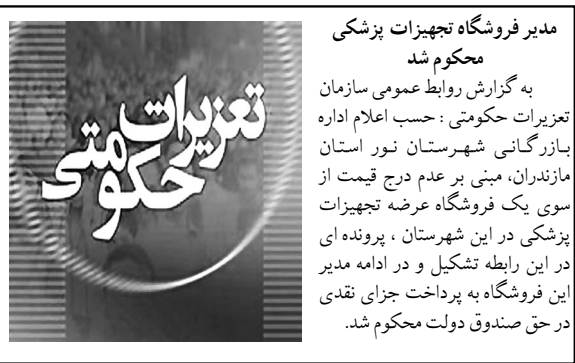 مدیر فروشگاه تجهیزات پزشکی
محکوم شد
به گزارش روابط عمومی سازمان
تعزیرات حکومتی : حسب اعلام اداره
بازرگانی شهرستان نور استان
مازندران، مبنی بر عدم درج قیمت از
سوی یک فروشگاه عرضه تجهیزات
پزشکی در این شهرستان ، پرونده ای
در این رابطه تشکیل و در ادامه مدیر
این فروشگاه به پرداخت جزای نقدی
در حق صندوق دولت محکوم شد.
تعزیرات
حکومتی